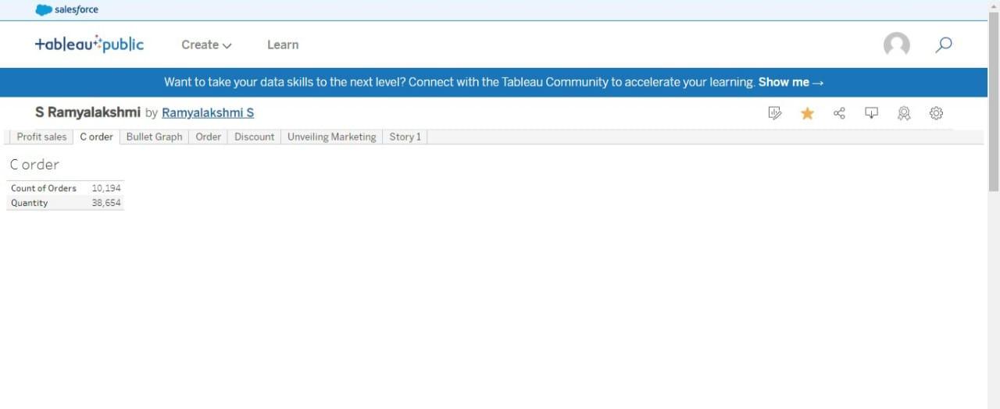 salesforce
tableau public Create Learn
Want to take your data skills to the next level? Connect with the Tableau Community to accelerate your learning. Show me →
S Ramyalakshmi by Ramyalakshmi S
Profit sales C order Bullet Graph Order Discount Unveiling Marketing Story 1
C order
Count of Orders 10,194
Quantity 38,654